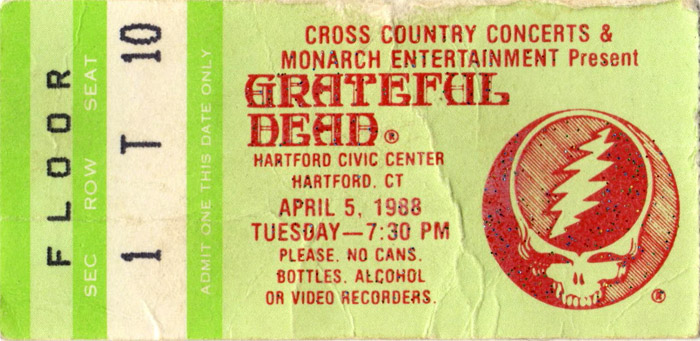 FLOOR
SEC / ROW SEAT
1 T 10
ADMIT ONE THIS DATE ONLY
CROSS COUNTRY CONCERTS &
MONARCH ENTERTAINMENT Present
GRATEFUL
DEAD®
HARTFORD CIVIC CENTER
HARTFORD, CT
APRIL 5, 1988
TUESDAY—7:30 PM
PLEASE. NO CANS.
BOTTLES. ALCOHOL
OR VIDEO RECORDERS.
®